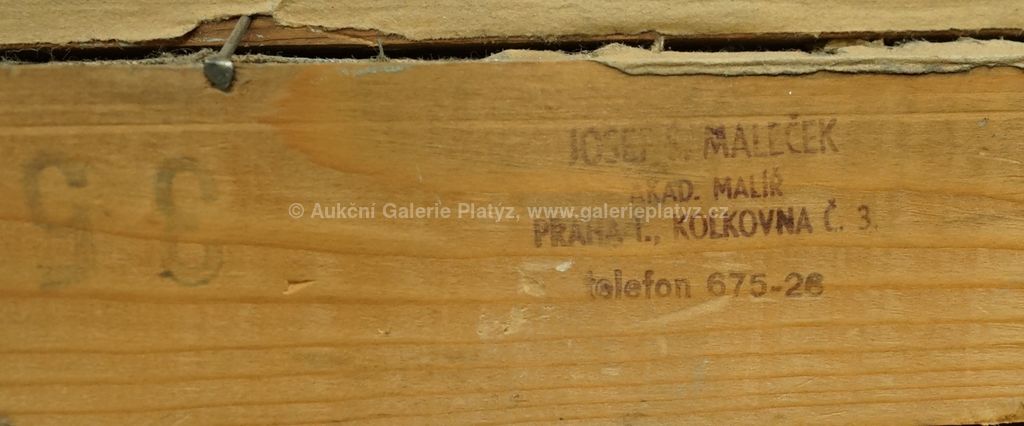 JOSEF Š. MALEČEK
AKAD. MALÍŘ
PRAHA I., KOLKOVNA Č. 3.
telefon 675-26
© Aukční Galerie Platýz, www.galerieplatyz.cz